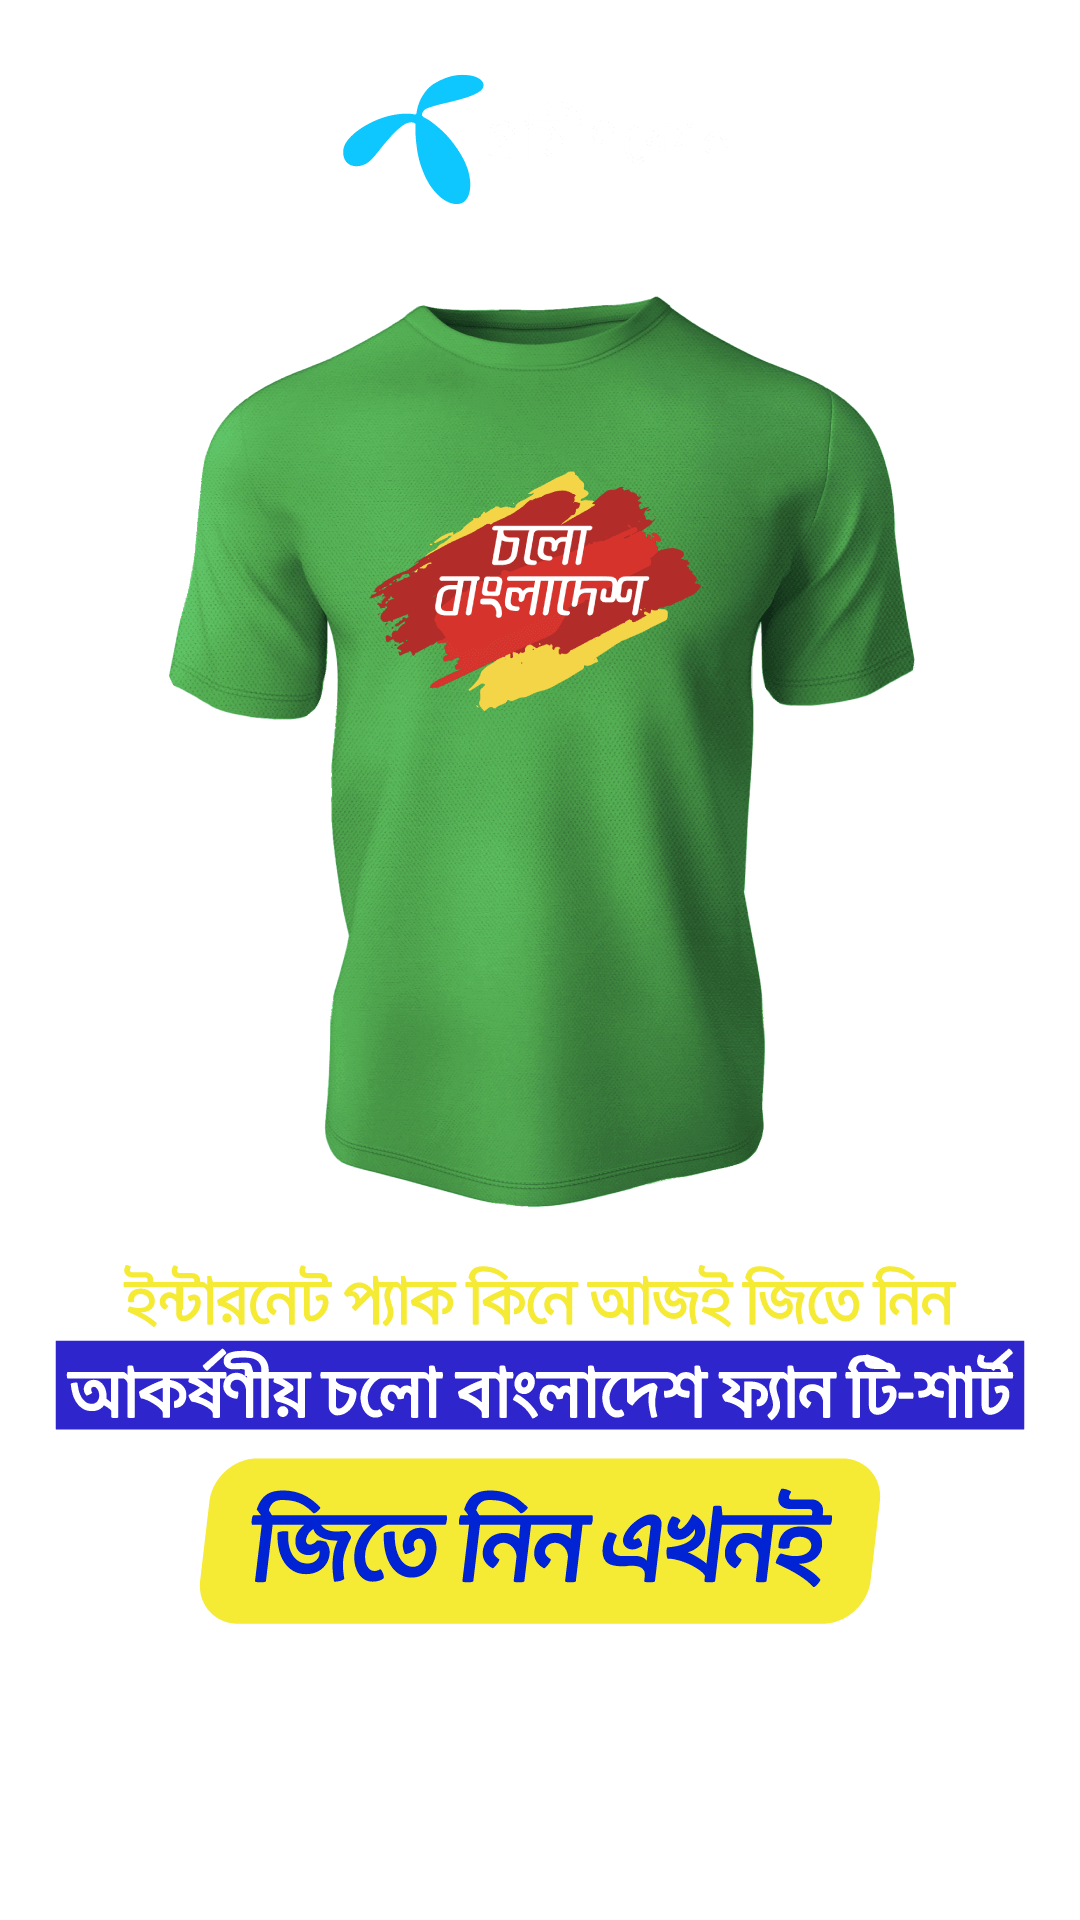 চলো
বাংলাদেশ
ইন্টারনেট প্যাক কিনে আজই জিতে নিন
আকর্ষণীয় চলো বাংলাদেশ ফ্যান টি-শার্ট
জিতে নিন এখনই